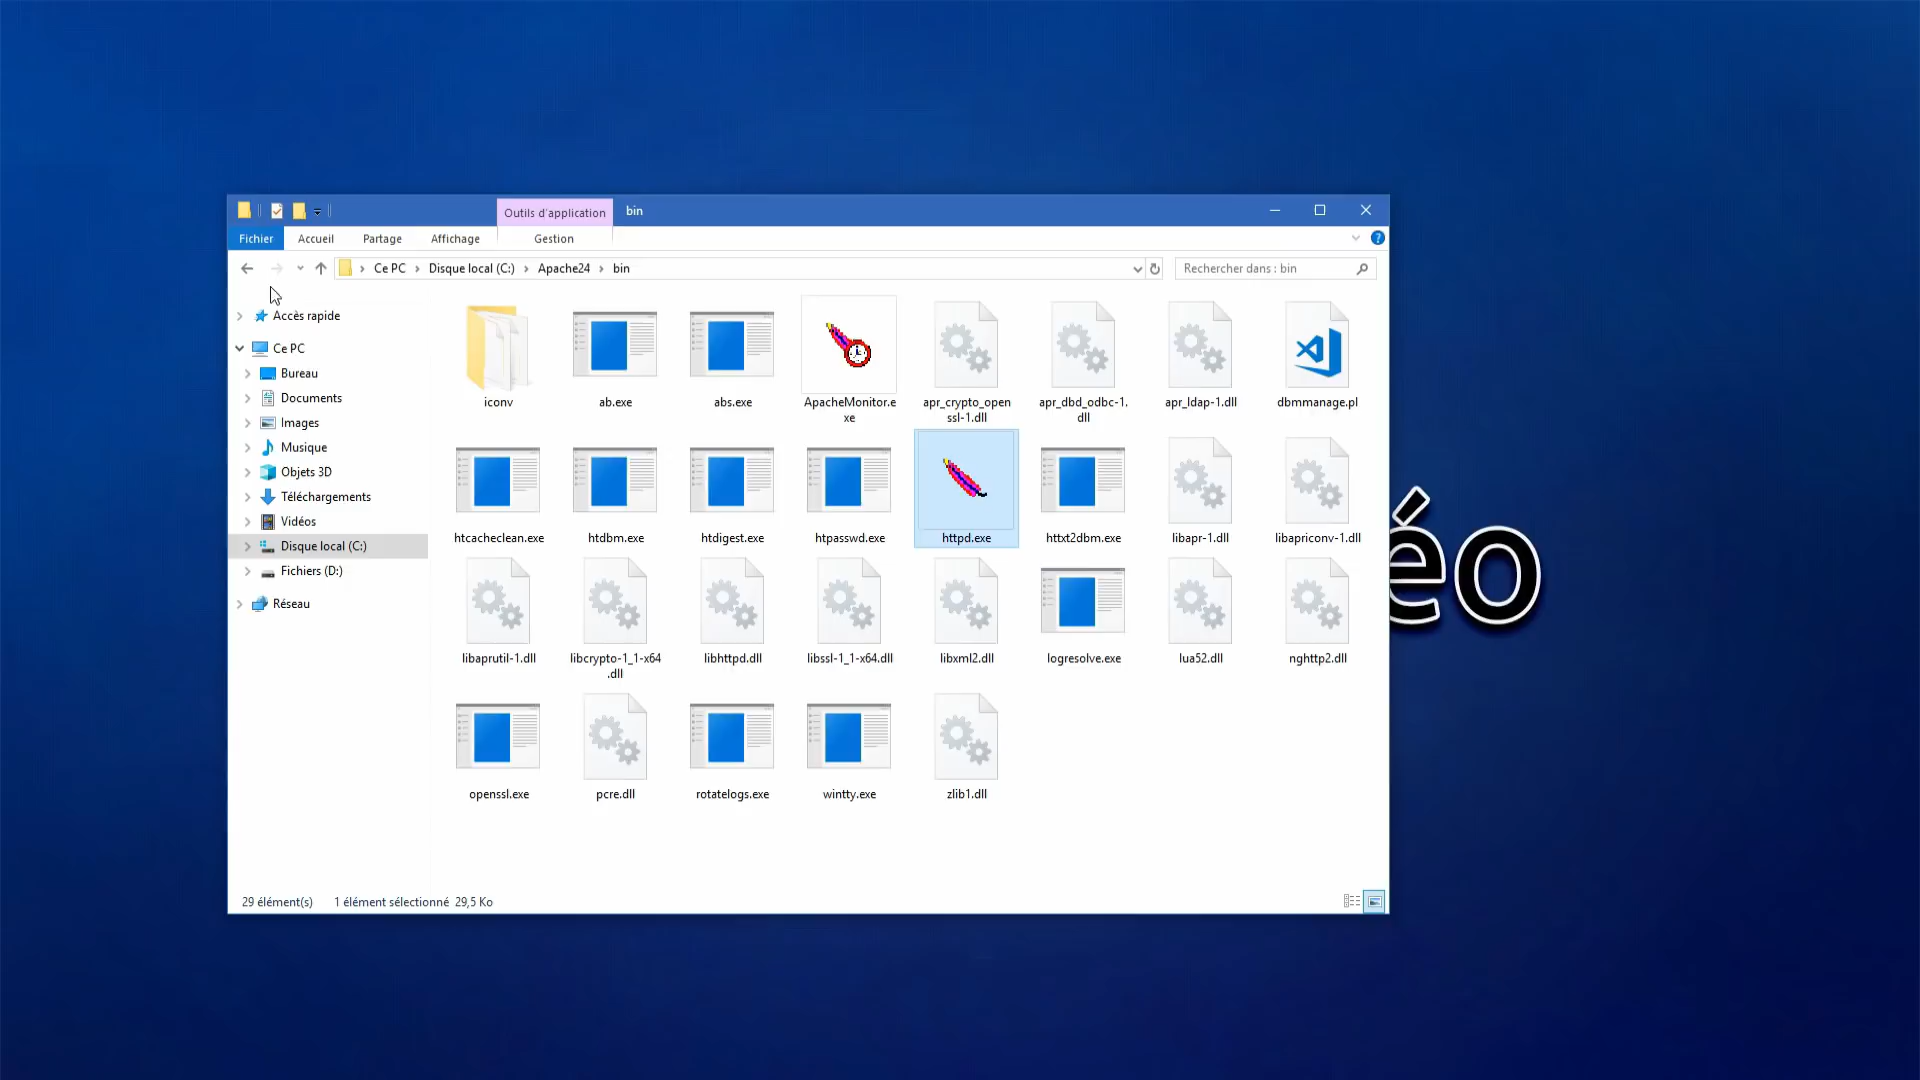 Outils d'application
bin
Fichier
Accueil
Partage
Affichage
Gestion
Ce PC
Disque local (C:)
Apache24
bin
Rechercher dans : bin
Accès rapide
Ce PC
Bureau
Documents
Images
Musique
Objets 3D
Téléchargements
Vidéos
Disque local (C:)
Fichiers (D:)
Réseau
iconv
ab.exe
abs.exe
ApacheMonitor.e
xe
apr_crypto_open
ssl-1.dll
apr_dbd_odbc-1.
dll
apr_ldap-1.dll
dbmmanage.pl
htcacheclean.exe
htdbm.exe
htdigest.exe
htpasswd.exe
httpd.exe
httxt2dbm.exe
libapr-1.dll
libapriconv-1.dll
libaprutil-1.dll
libcrypto-1_1-x64
.dll
libhttpd.dll
libssl-1_1-x64.dll
libxml2.dll
logresolve.exe
lua52.dll
nghttp2.dll
openssl.exe
pcre.dll
rotatelogs.exe
wintty.exe
zlib1.dll
29 élément(s)
1 élément sélectionné 29,5 Ko
éo